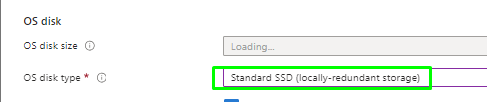 OS disk
OS disk size
Loading...
OS disk type *
Standard SSD (locally-redundant storage)